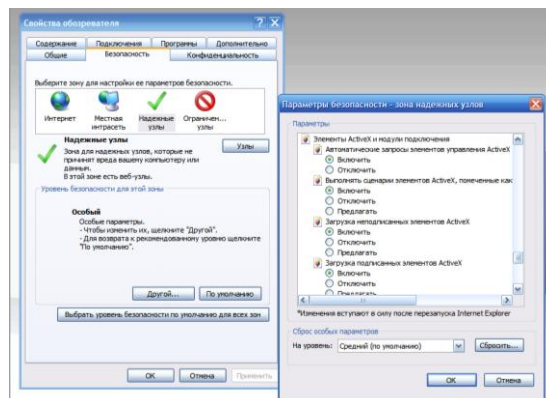 Свойства обозревателя
Содержание
Подключения
Программы
Дополнительно
Общие
Безопасность
Конфиденциальность
Выберите зону для настройки ее параметров безопасности.
Интернет
Местная интрасеть
Надежные узлы
Ограничен... узлы
Надежные узлы
Узлы
Зона для надежных узлов, которые не
причинят вреда вашему компьютеру или
данным.
В этой зоне есть веб-узлы.
Уровень безопасности для этой зоны
Особый
Особые параметры.
- Чтобы изменить их, щелкните "Другой".
- Для возврата к рекомендованному уровню щелкните
"По умолчанию".
Другой...
По умолчанию
Выбрать уровень безопасности по умолчанию для всех зон
ОК
Отмена
Применить
Параметры безопасности - зона надежных узлов
Параметры
Элементы ActiveX и модули подключения
Автоматические запросы элементов управления ActiveX
Включить
Отключить
Выполнять сценарии элементов ActiveX, помеченные как
Включить
Отключить
Предлагать
Загрузка неподписанных элементов ActiveX
Включить
Отключить
Предлагать
Загрузка подписанных элементов ActiveX
Включить
Отключить
Предлагать
*Изменения вступают в силу после перезапуска Internet Explorer
Сброс особых параметров
На уровень:
Средний (по умолчанию)
Сбросить...
ОК
Отмена